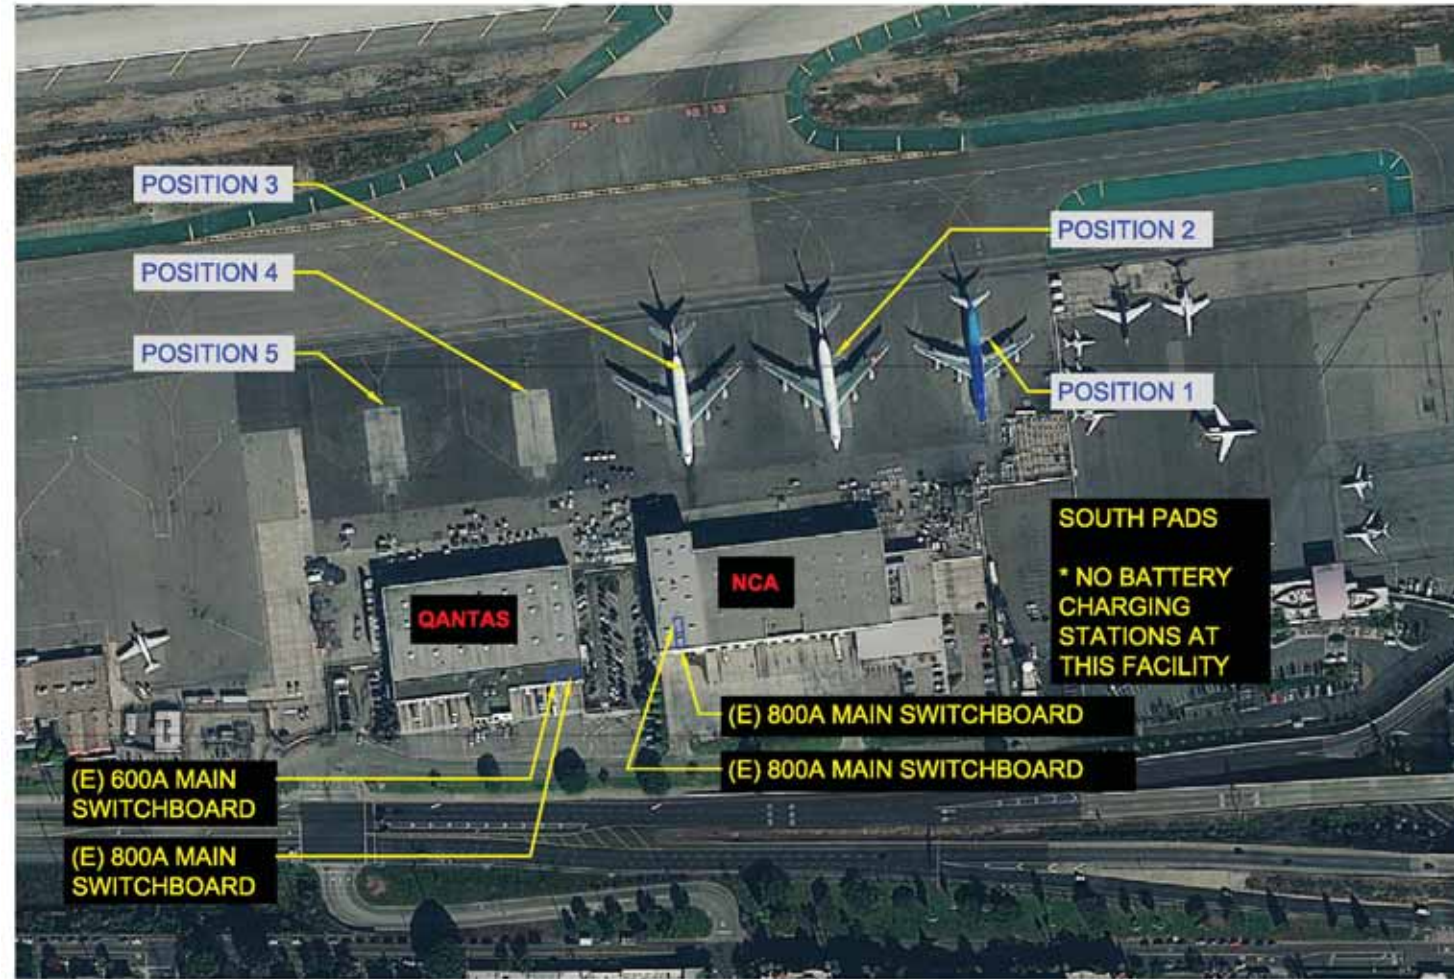 POSITION 3
POSITION 2
POSITION 4
POSITION 5
POSITION 1
SOUTH PADS
* NO BATTERY
CHARGING
STATIONS AT
THIS FACILITY
NCA
QANTAS
(E) 800A MAIN SWITCHBOARD
(E) 800A MAIN SWITCHBOARD
(E) 600A MAIN
SWITCHBOARD
(E) 800A MAIN
SWITCHBOARD